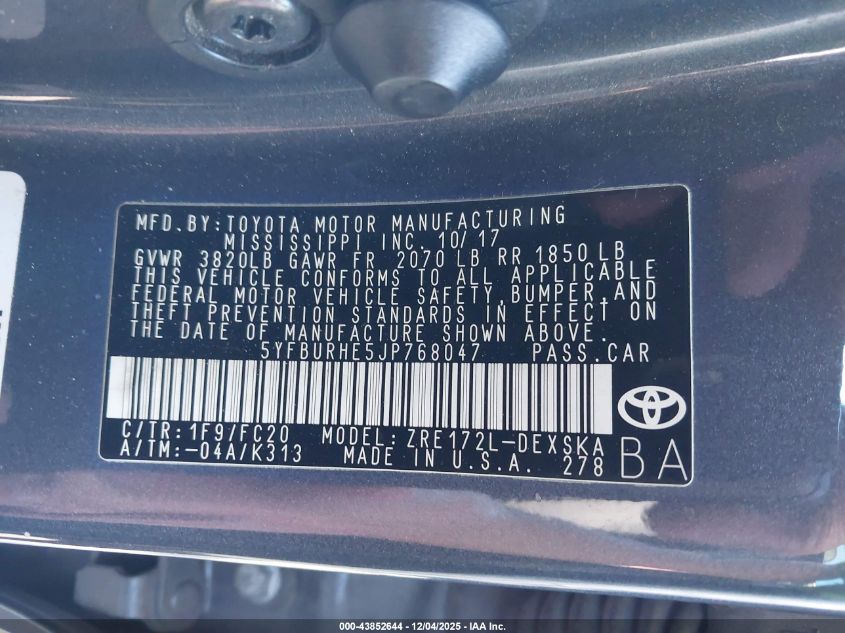 MFD.BY:TOYOTA MOTOR MANUFACTURING
MISSISSIPPI INC. 10/17
GVWR 3820LB GAWR FR 2070 LB RR 1850 LB
THIS VEHICLE CONFORMS TO ALL APPLICABLE
FEDERAL MOTOR VEHICLE SAFETY,BUMPER,AND
THEFT PREVENTION STANDARDS IN EFFECT ON
THE DATE OF MANUFACTURE SHOWN ABOVE.
5YFBURHE5JP768047 PASS.CAR
C/TR:1F9/FC20 MODEL:ZRE172L-DEXSKA
A/TM:-04A/K313 MADE IN U.S.A. 278
BA
000-43852644 - 12/04/2025 - IAA Inc.